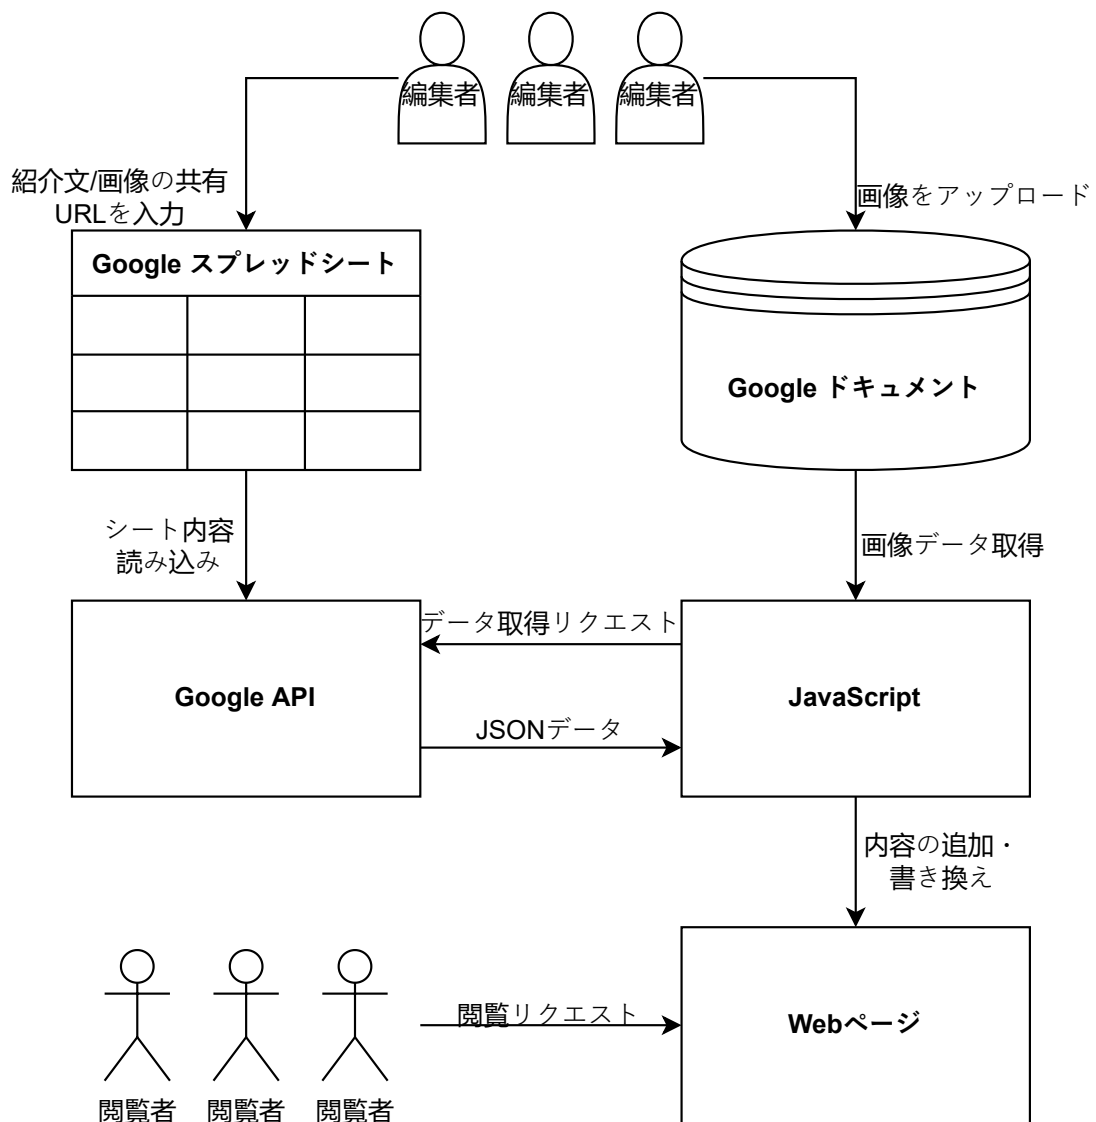 編集者
編集者
編集者
紹介文/画像の共有
URLを入力
画像をアップロード
Google スプレッドシート
Google ドキュメント
シート内容
読み込み
画像データ取得
データ取得リクエスト
Google API
JavaScript
JSONデータ
内容の追加・
書き換え
閲覧リクエスト
Webページ
閲覧者
閲覧者
閲覧者